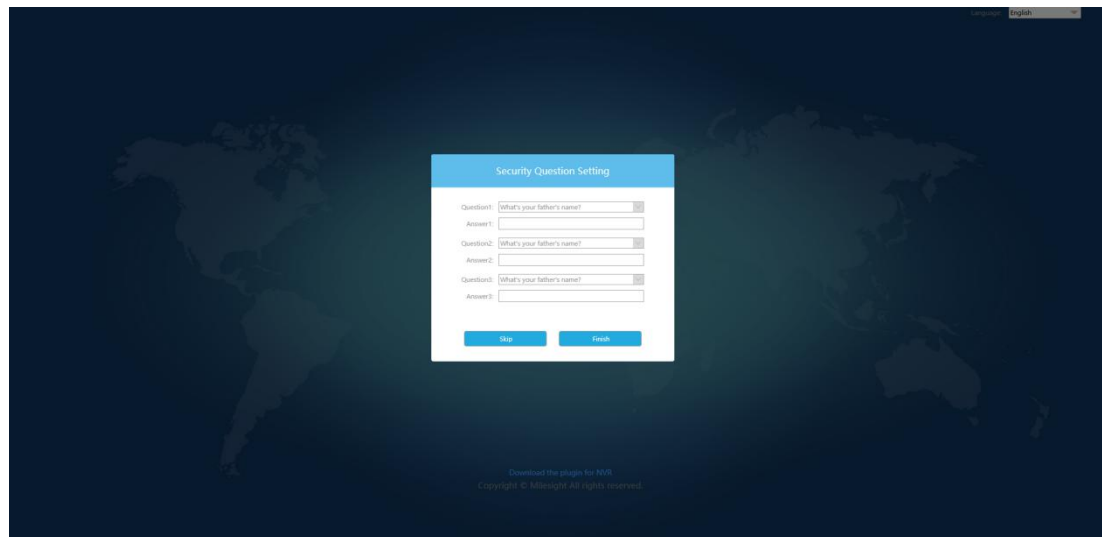 Language: English
Security Question Setting
Question1: What's your father's name?
Answer1:
Question2: What's your father's name?
Answer2:
Question3: What's your father's name?
Answer3:
Skip Finish
Download the plugin for NVR
Copyright © Milesight All rights reserved.